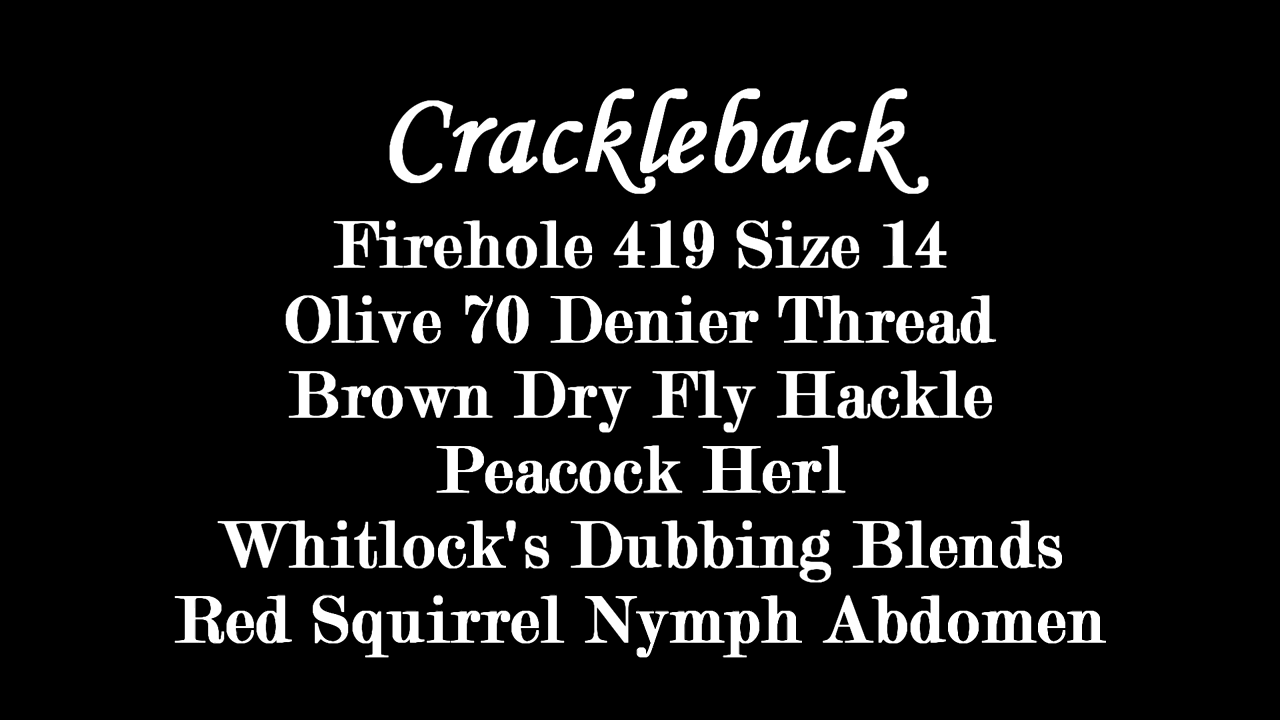 Crackleback
Firehole 419 Size 14
Olive 70 Denier Thread
Brown Dry Fly Hackle
Peacock Herl
Whitlock's Dubbing Blends
Red Squirrel Nymph Abdomen